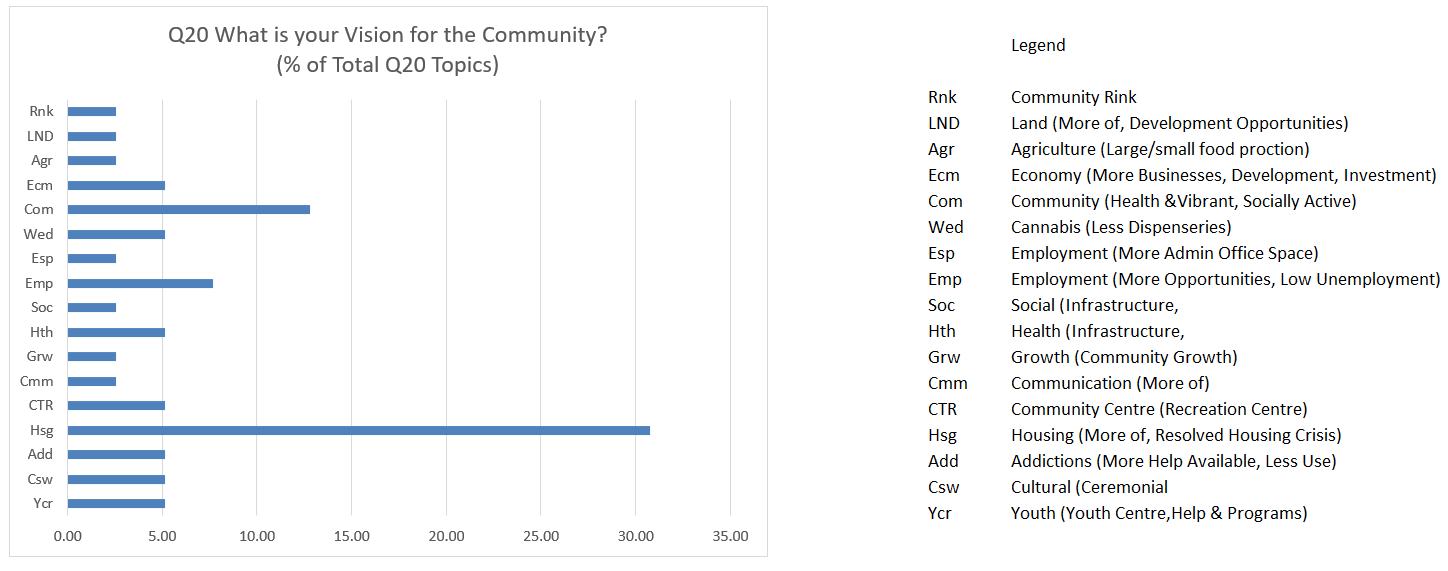 Q20 What is your Vision for the Community?
(% of Total Q20 Topics)
Rnk
LND
Agr
Ecm
Com
Wed
Esp
Emp
Soc
Hth
Grw
Cmm
CTR
Hsg
Add
Csw
Ycr
0.00 5.00 10.00 15.00 20.00 25.00 30.00 35.00
Legend
Rnk Community Rink
LND Land (More of, Development Opportunities)
Agr Agriculture (Large/small food proction)
Ecm Economy (More Businesses, Development, Investment)
Com Community (Health &Vibrant, Socially Active)
Wed Cannabis (Less Dispenseries)
Esp Employment (More Admin Office Space)
Emp Employment (More Opportunities, Low Unemployment)
Soc Social (Infrastructure,
Hth Health (Infrastructure,
Grw Growth (Community Growth)
Cmm Communication (More of)
CTR Community Centre (Recreation Centre)
Hsg Housing (More of, Resolved Housing Crisis)
Add Addictions (More Help Available, Less Use)
Csw Cultural (Ceremonial
Ycr Youth (Youth Centre,Help & Programs)